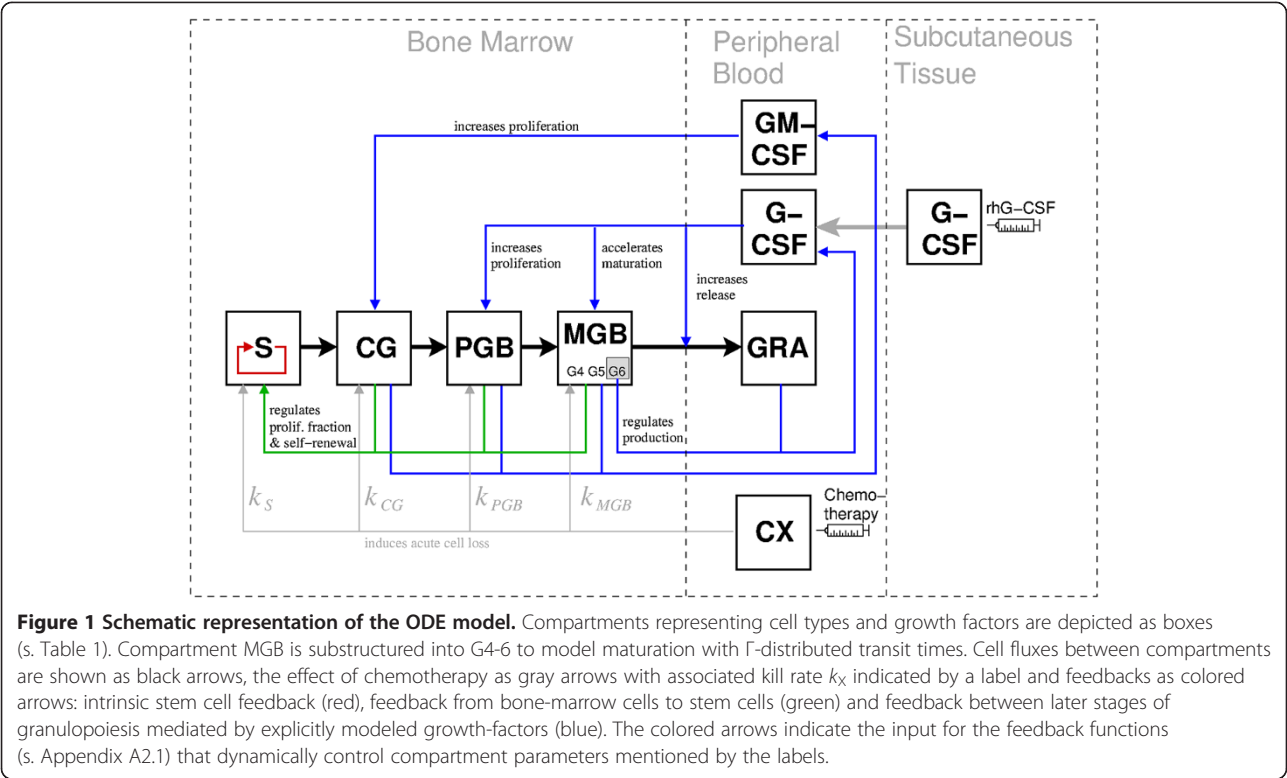 Bone Marrow
Peripheral
Blood
Subcutaneous
Tissue
GM-
CSF
increases proliferation
G-
CSF
G-
CSF
rhG-CSF
increases
proliferation
accelerates
maturation
increases
release
S
CG
PGB
MGB
G4 G5 G6
GRA
regulates
prolif. fraction
& self-renewal
regulates
production
kS
kCG
kPGB
kMGB
induces acute cell loss
CX
Chemo-
therapy
Figure 1 Schematic representation of the ODE model. Compartments representing cell types and growth factors are depicted as boxes
(s. Table 1). Compartment MGB is substructured into G4-6 to model maturation with Γ-distributed transit times. Cell fluxes between compartments
are shown as black arrows, the effect of chemotherapy as gray arrows with associated kill rate kX indicated by a label and feedbacks as colored
arrows: intrinsic stem cell feedback (red), feedback from bone-marrow cells to stem cells (green) and feedback between later stages of
granulopoiesis mediated by explicitly modeled growth-factors (blue). The colored arrows indicate the input for the feedback functions
(s. Appendix A2.1) that dynamically control compartment parameters mentioned by the labels.